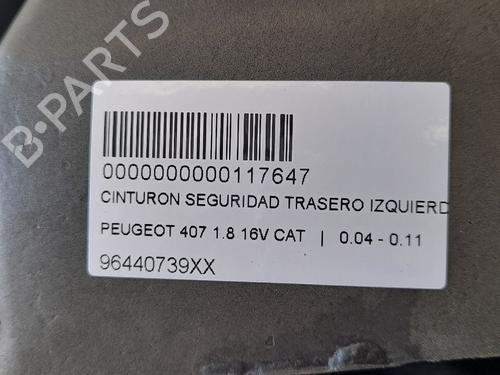 B-PARTS
0000000000117647
CINTURON SEGURIDAD TRASERO IZQUIERD
PEUGEOT 407 1.8 16V CAT | 0.04 - 0.11
96440739XX